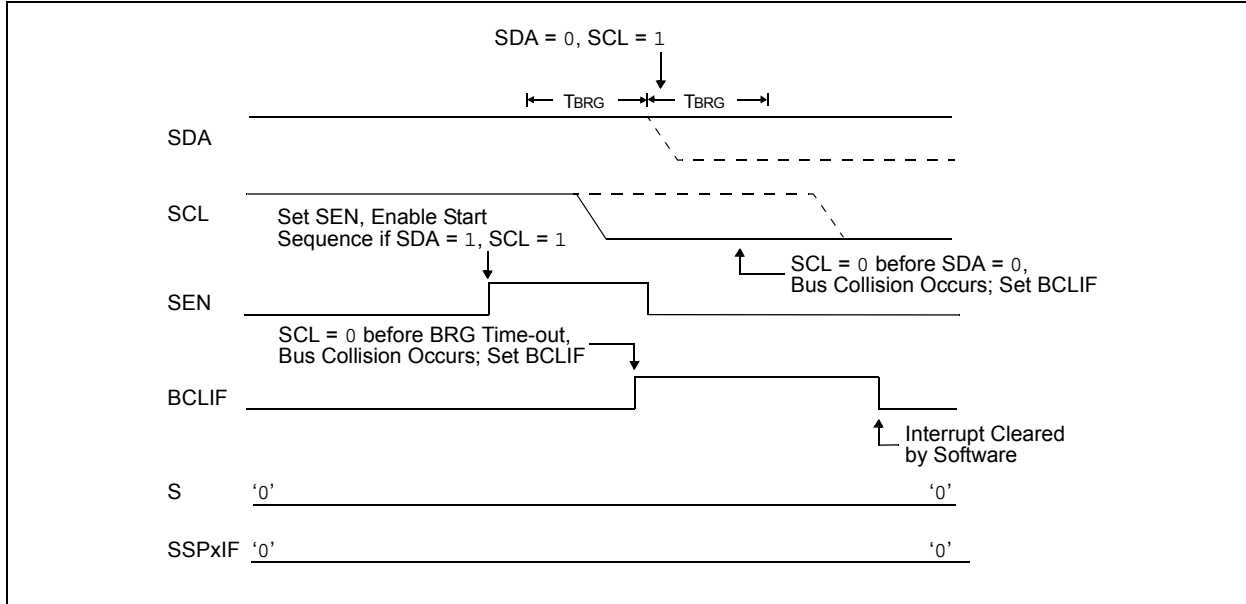 SDA = 0, SCL = 1
TBRG TBRG
SDA
SCL
Set SEN, Enable Start
Sequence if SDA = 1, SCL = 1
SCL = 0 before SDA = 0,
Bus Collision Occurs; Set BCLIF
SEN
SCL = 0 before BRG Time-out,
Bus Collision Occurs; Set BCLIF
BCLIF
Interrupt Cleared
by Software
S ‘0’ ‘0’
SSPxIF ‘0’ ‘0’